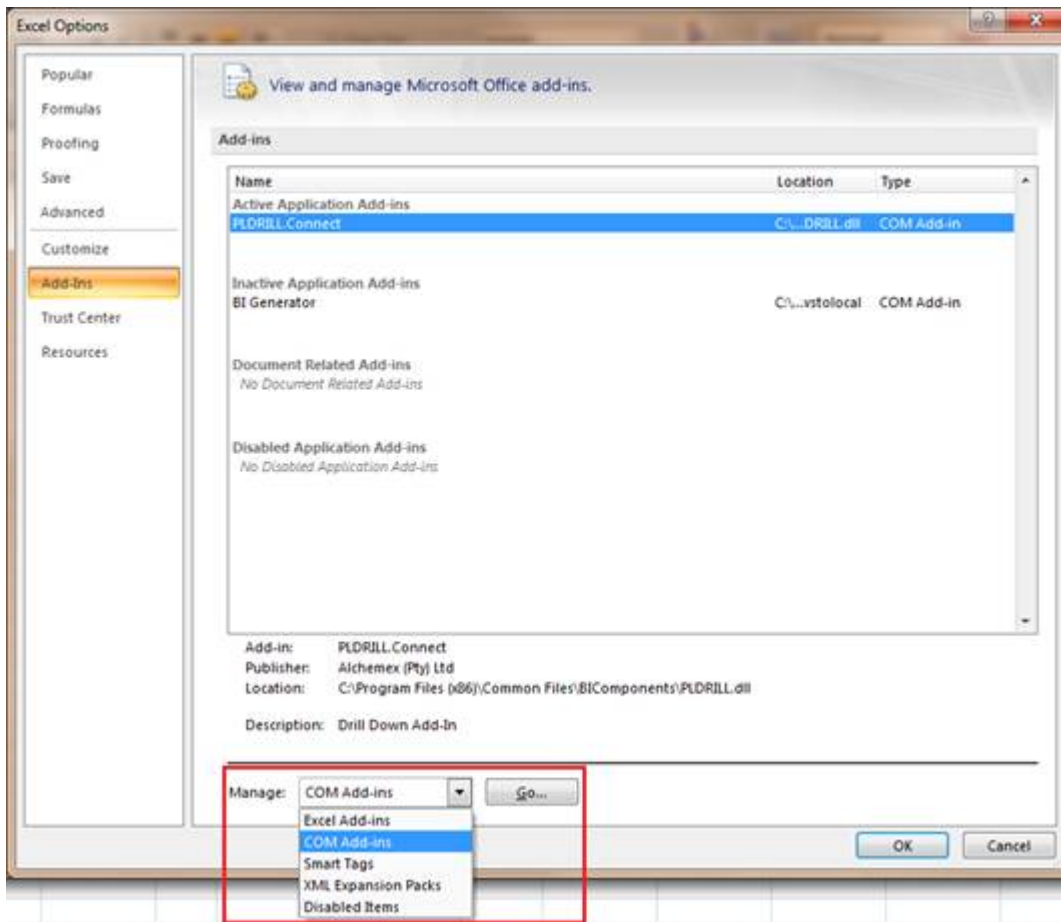 Excel Options
Popular
Formulas
Proofing
Save
Advanced
Customize
Add-Ins
Trust Center
Resources
View and manage Microsoft Office add-ins.
Add-ins
Name Location Type
Active Application Add-ins
PLDRILL.Connect C:\...DRILL.dll COM Add-in
Inactive Application Add-ins
BI Generator C:\...vstolocal COM Add-in
Document Related Add-ins
No Document Related Add-ins
Disabled Application Add-ins
No Disabled Application Add-ins
Add-in: PLDRILL.Connect
Publisher: Alchemex (Pty) Ltd
Location: C:\Program Files (x86)\Common Files\BIComponents\PLDRILL.dll
Description: Drill Down Add-In
Manage: COM Add-ins Go...
Excel Add-ins
COM Add-ins
Smart Tags
XML Expansion Packs
Disabled Items
OK Cancel